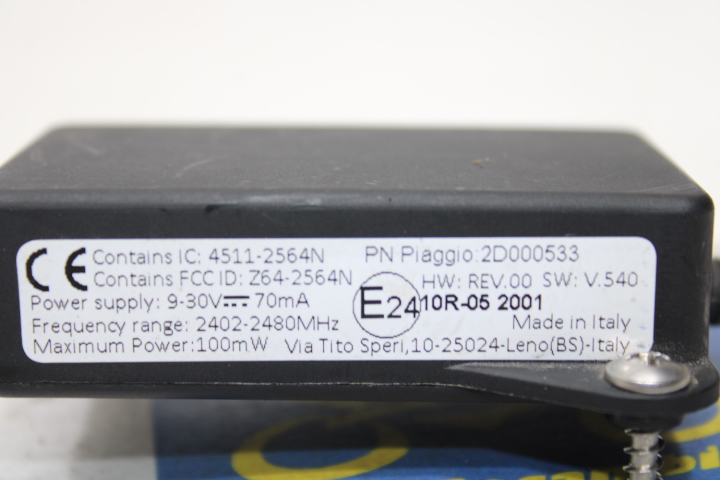 CE Contains IC: 4511-2564N PN Piaggio:2D000533
Contains FCC ID: Z64-2564N HW: REV.00 SW: V.540
Power supply: 9-30V⎓ 70mA E24 10R-05 2001
Frequency range: 2402-2480MHz Made in Italy
Maximum Power:100mW Via Tito Speri,10-25024-Leno(BS)-Italy